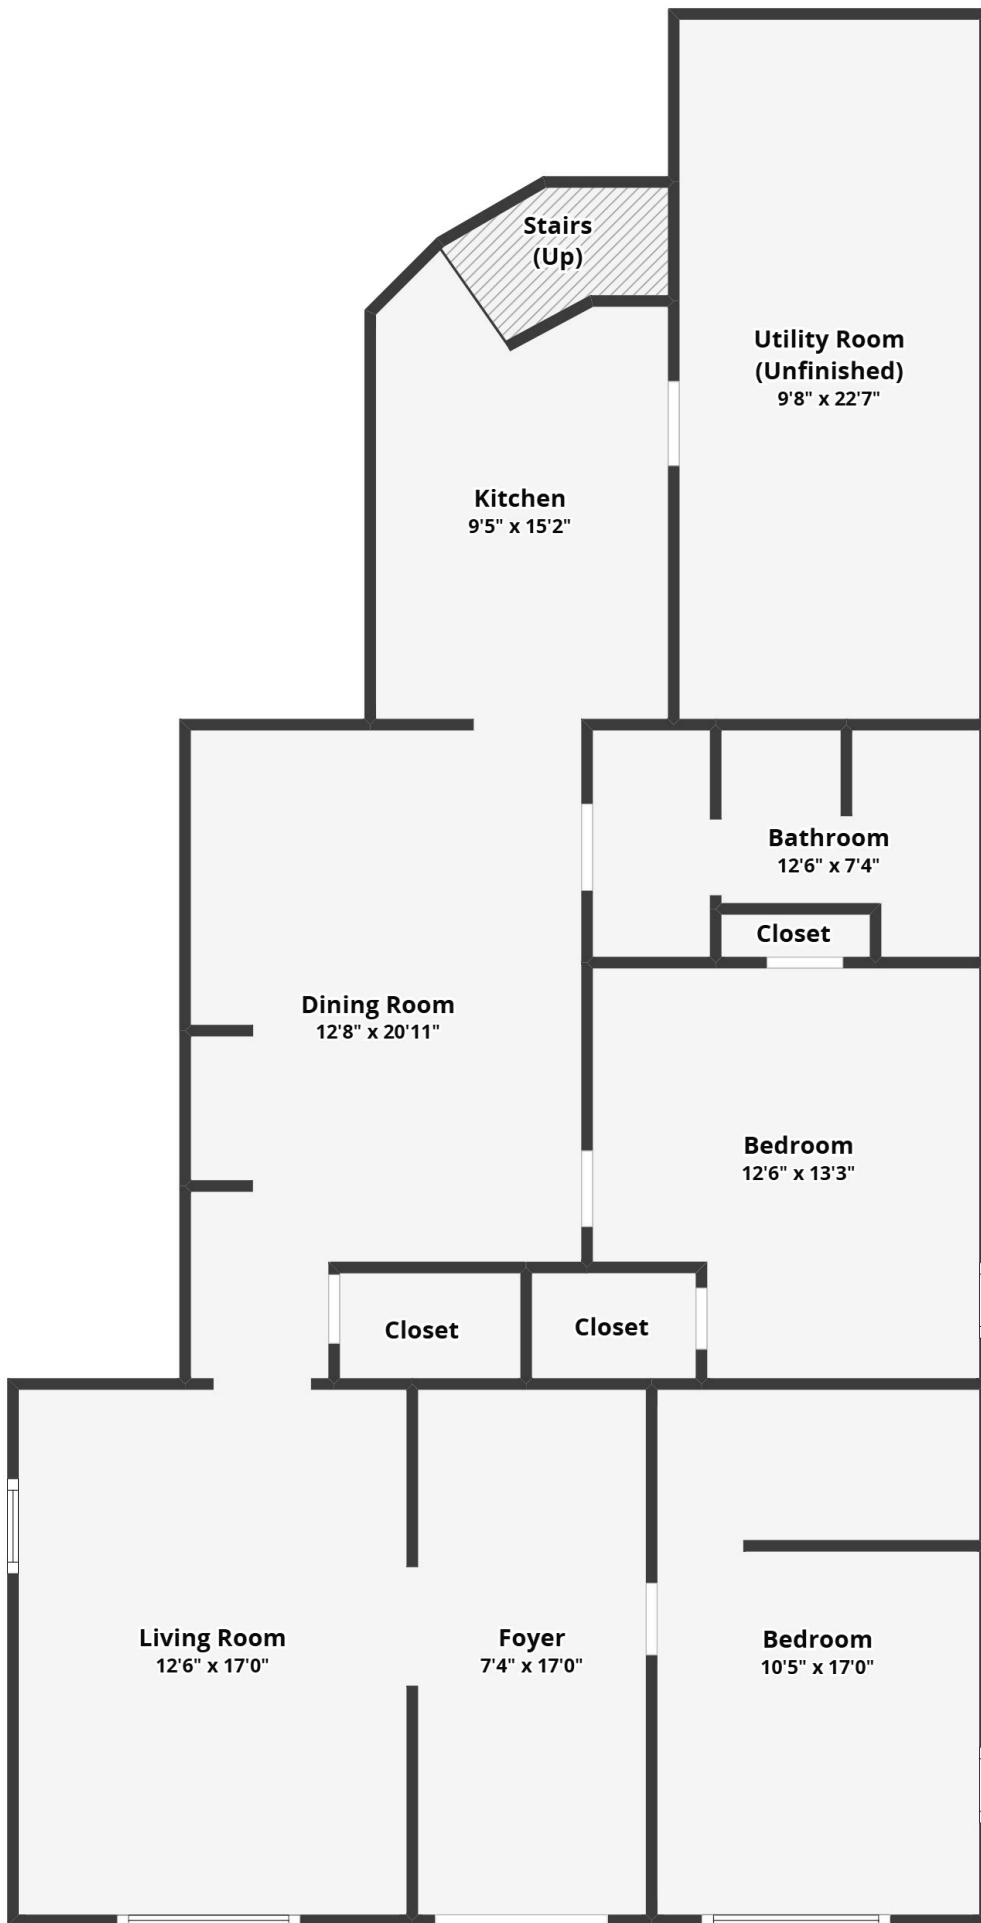 Stairs
(Up)
Utility Room
(Unfinished)
9'8" x 22'7"
Kitchen
9'5" x 15'2"
Bathroom
12'6" x 7'4"
Closet
Dining Room
12'8" x 20'11"
Bedroom
12'6" x 13'3"
Closet
Closet
Living Room
12'6" x 17'0"
Foyer
7'4" x 17'0"
Bedroom
10'5" x 17'0"